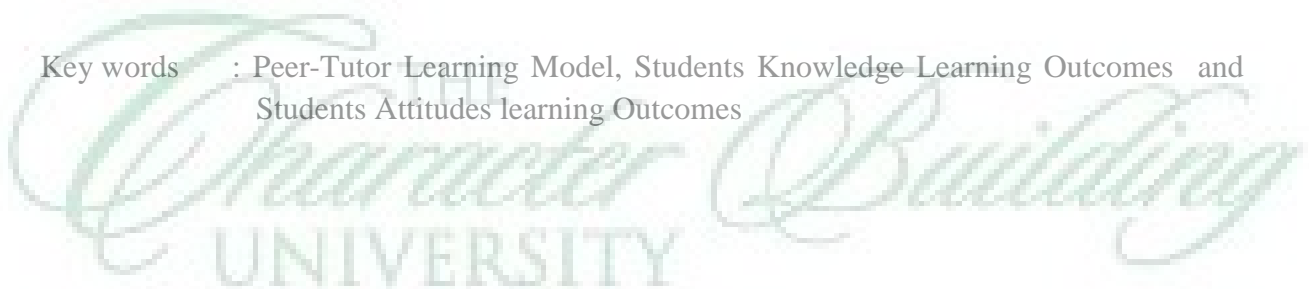 Key words : Peer-Tutor Learning Model, Students Knowledge Learning Outcomes and
Students Attitudes learning Outcomes
THE
Character Building
UNIVERSITY